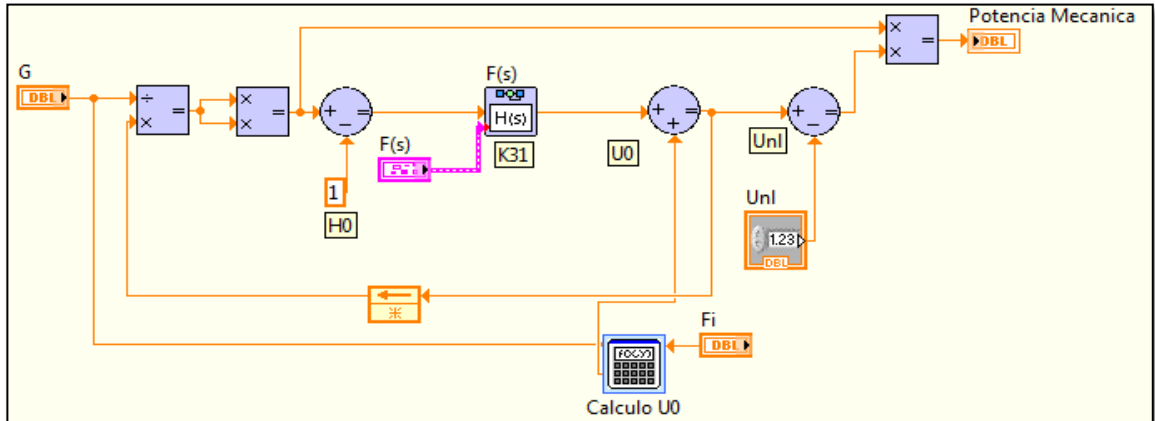 Potencia Mecanica
DBL
G
DBL
÷
×
=
×
×
=
+
−
F(s)
H(s)
K31
F(s)
+
+
=
U0
Unl
+
−
=
×
×
=
1
H0
Unl
1.23
DBL
Fi
DBL
f(X,Y)
Calculo U0